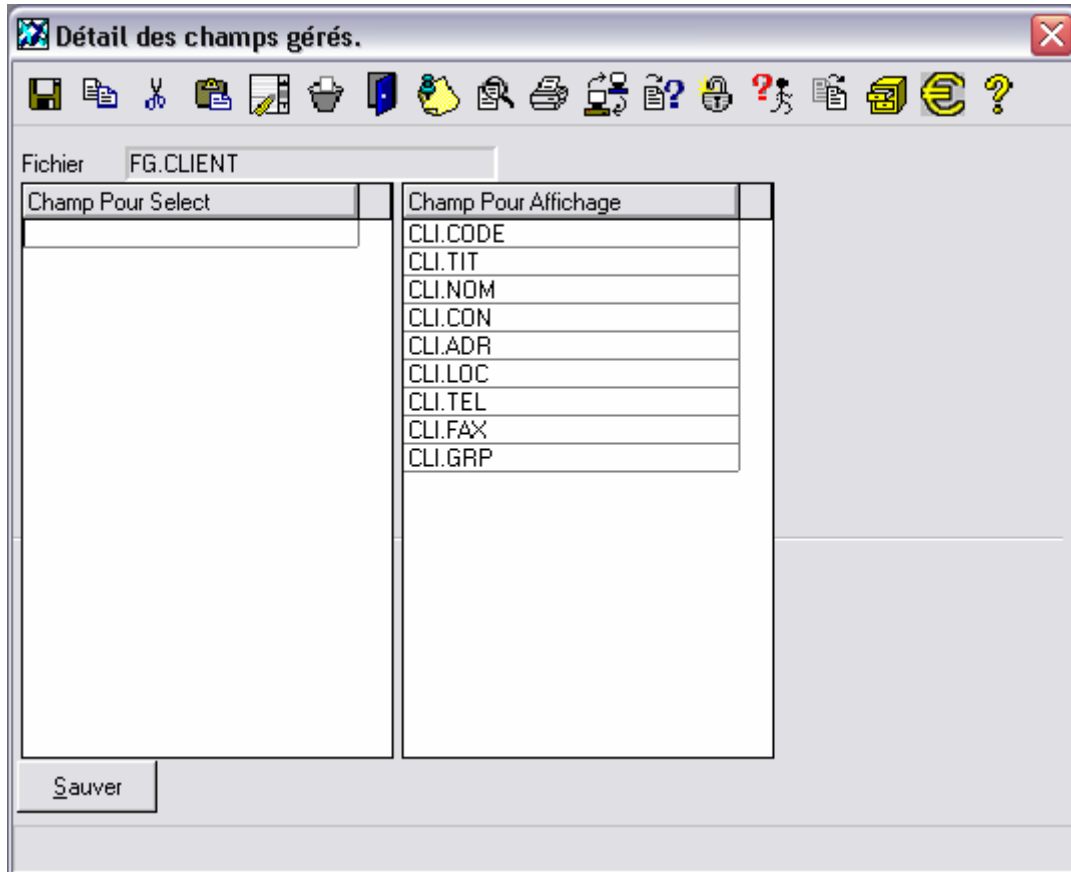 Détail des champs gérés.
Fichier FG.CLIENT
Champ Pour Select
Champ Pour Affichage
CLI.CODE
CLI.TIT
CLI.NOM
CLI.CON
CLI.ADR
CLI.LOC
CLI.TEL
CLI.FAX
CLI.GRP
Sauver